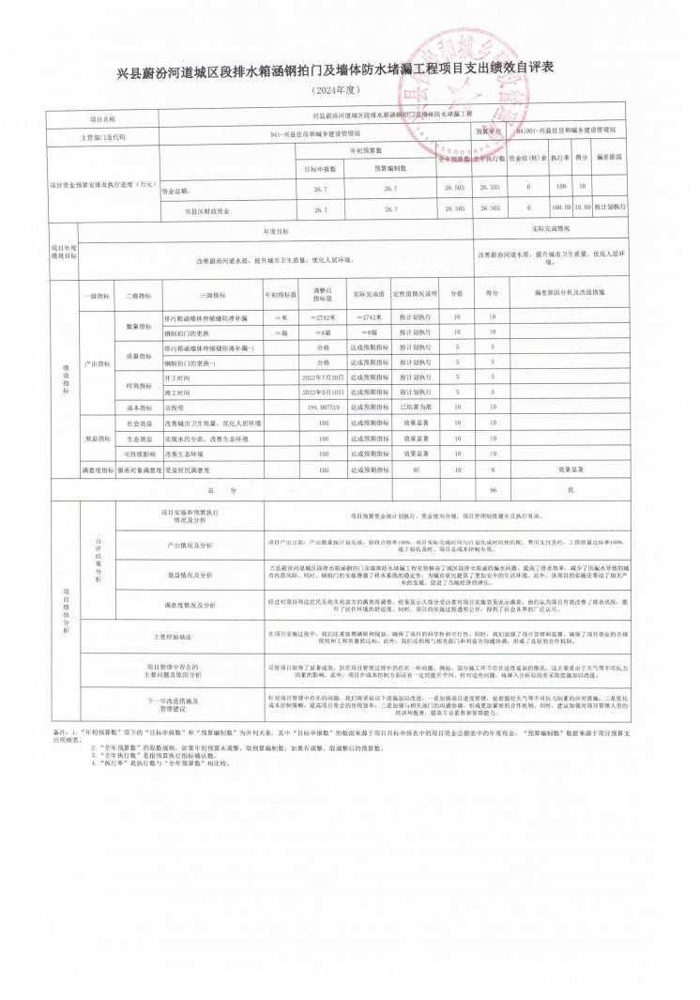 兴县蔚汾河道城区段排水箱涵钢拍门及墙体防水堵漏工程项目支出绩效自评表
（2024年度）
项目名称 兴县蔚汾河道城区段排水箱涵钢拍门及墙体防水堵漏工程
主管部门及代码 041-兴县住房和城乡建设管理局 预算单位 041001-兴县住房和城乡建设管理局
项目资金预算安排及执行进度（万元） 年初预算数 全年预算数 全年执行数 资金结(转)余 执行率 得分 偏差原因
目标申报数 预算编制数
资金总额: 26.7 26.7 26.505 26.505 0 100 10
市县区财政资金 26.7 26.7 26.505 26.505 0 100.00 10.00 按计划执行
项目年度绩效目标 年度目标 实际完成情况
改善蔚汾河道水质、提升城市卫生质量，优化人居环境。 改善蔚汾河道水质、提升城市卫生质量，优化人居环
境。
绩效指标 一级指标 二级指标 三级指标 年初指标值 调整后指标值 实际完成值 定性值情况说明 分值 得分 偏差原因分析及改进措施
产出指标 数量指标 排污箱涵墙体伸缩缝防渗补漏 =米 =2742米 =2742米 按计划执行 10 10
钢制拍门的更换 =扇 =8扇 =8扇 按计划执行 10 10
质量指标 排污箱涵墙体伸缩缝防渗补漏-1 合格 达成预期指标 按计划执行 5 5
钢制拍门的更换-1 合格 达成预期指标 按计划执行 5 5
时效指标 开工时间 2022年7月20日 达成预期指标 按计划执行 5 5
竣工时间 2022年9月10日 达成预期指标 按计划执行 5 5
成本指标 总投资 194.007519 达成预期指标 已结算为准 10 10
效益指标 社会效益 改善城市卫生质量，优化人居环境 100 达成预期指标 效果显著 10 10
生态效益 实现水污分流，改善生态环境 100 达成预期指标 效果显著 10 10
可持续影响 改善生态环境 100 达成预期指标 效果显著 10 10
满意度指标 服务对象满意度 受益居民满意度 100 达成预期指标 95 10 6 效果显著
总 分 96 优
项目绩效分析 自评结果分析 项目实施和预算执行情况及分析 项目预算资金按计划执行、资金使用合规，项目管理制度健全且执行有效。
产出情况及分析 项目产出方面，产出数量按计划完成，验收合格率100%，项目实际完成时间与计划完成时间相匹配，费用支付及时，工程质量达标率100%，
竣工验收及时，项目总成本控制有效。
效益情况及分析 兴县蔚汾河道城区段排水箱涵钢拍门及墙体防水堵漏工程有效解决了城区段排水箱涵的漏水问题，提高了排水效率，减少了因漏水导致的城
市内涝风险。同时，钢拍门的安装增强了排水系统的稳定性，为城市居民提供了更加安全的生活环境。此外，该项目的实施还带动了相关产
业的发展，促进了当地经济的增长。
满意度情况及分析 经过对项目周边居民及相关利益方的满意度调查，结果显示大部分受访者对项目实施效果表示满意。他们认为项目有效改善了排水状况，提
升了居住环境的舒适度。同时，项目的实施过程透明公开，得到了社会各界的广泛认可。
主要经验做法 在项目实施过程中，我们注重前期调研和规划，确保了项目的科学性和可行性。同时，我们加强了项目管理和监督，确保了项目资金的合规
使用和工程质量的达标。此外，我们还积极与相关部门和利益方沟通协调，形成了良好的合作机制。
项目管理中存在的主要问题及原因分析 尽管项目取得了显著成效，但在项目管理过程中仍存在一些问题。例如，部分施工环节存在进度延误的情况，这主要是由于天气等不可抗力
因素的影响。此外，项目在成本控制方面还有一定的提升空间。针对这些问题，将深入分析原因并采取措施加以改进。
下一步改进措施及管理建议 针对项目管理中存在的问题，我们将采取以下措施加以改进：一是加强项目进度管理，提前做好天气等不可抗力因素的应对措施；二是优化
成本控制策略，提高项目资金的使用效率；三是加强与相关部门的沟通协调，形成更加紧密的合作机制。同时，建议加强对项目管理人员的
培训和教育，提高专业素养和管理能力。
备注：1.“年初预算数”项下的“目标申报数”和“预算编制数”为并列关系，其中“目标申报数”的数据来源于项目目标申报表中的项目资金总额表中的年度资金，“预算编制数”数据来源于项目预算支
出明细表。
2.“全年预算数”的取数规则，如果年初预算未调整，取预算编制数；如果有调整，取调整后的预算数。
3.“全年执行数”是指预算执行指标确认数。
4.“执行率”是执行数与“全年预算数”相比较。